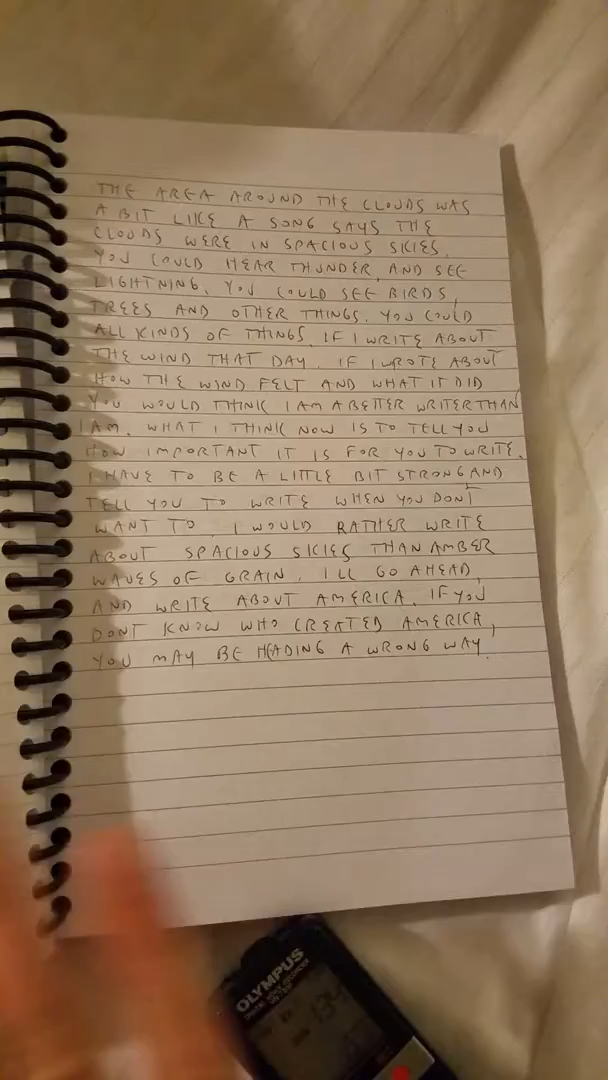 THE AREA AROUND THE CLOUDS WAS
A BIT LIKE A SONG SAYS THE
CLOUDS WERE IN SPACIOUS SKIES.
YOU COULD HEAR THUNDER, AND SEE
LIGHTNING. YOU COULD SEE BIRDS,
TREES AND OTHER THINGS. YOU COULD
ALL KINDS OF THINGS. IF I WRITE ABOUT
THE WIND THAT DAY. IF I WROTE ABOUT
HOW THE WIND FELT AND WHAT IT DID
YOU WOULD THINK I AM A BETTER WRITER THAN
I AM. WHAT I THINK NOW IS TO TELL YOU
HOW IMPORTANT IT IS FOR YOU TO WRITE.
I HAVE TO BE A LITTLE BIT STRONG, AND
TELL YOU TO WRITE WHEN YOU DONT
WANT TO. I WOULD RATHER WRITE
ABOUT SPACIOUS SKIES THAN AMBER
WAVES OF GRAIN. ILL GO AHEAD,
AND WRITE ABOUT AMERICA. IF YOU
DONT KNOW WHO CREATED AMERICA,
YOU MAY BE HEADING A WRONG WAY.
OLYMPUS
134